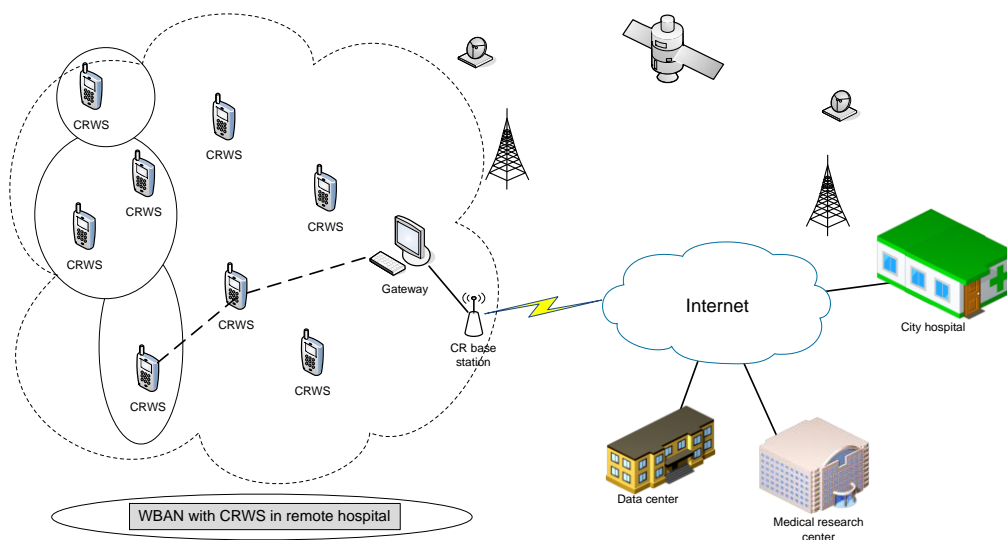 CRWS
CRWS
CRWS
CRWS
CRWS
Gateway
CRWS
CRWS
CRWS
CR base
station
Internet
City hospital
Data center
Medical research
center
WBAN with CRWS in remote hospital